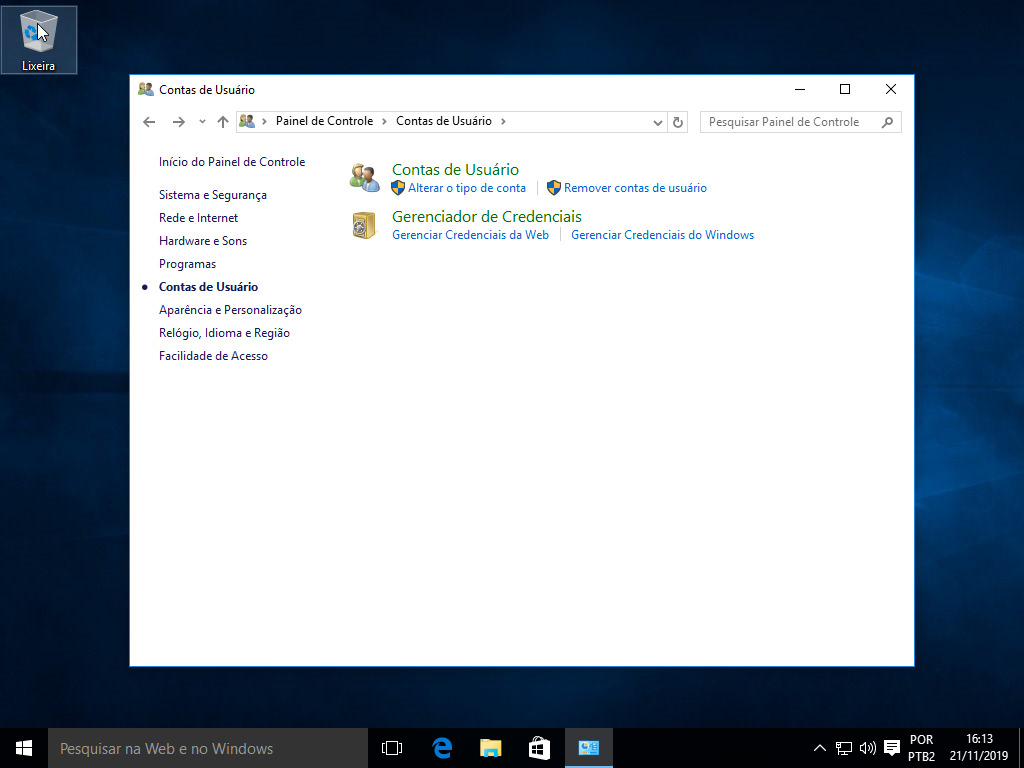 Lixeira
Contas de Usuário
Painel de Controle Contas de Usuário
Pesquisar Painel de Controle
Início do Painel de Controle
Sistema e Segurança
Rede e Internet
Hardware e Sons
Programas
Contas de Usuário
Aparência e Personalização
Relógio, Idioma e Região
Facilidade de Acesso
Contas de Usuário
Alterar o tipo de conta Remover contas de usuário
Gerenciador de Credenciais
Gerenciar Credenciais da Web Gerenciar Credenciais do Windows
Pesquisar na Web e no Windows
POR
PTB2
16:13
21/11/2019